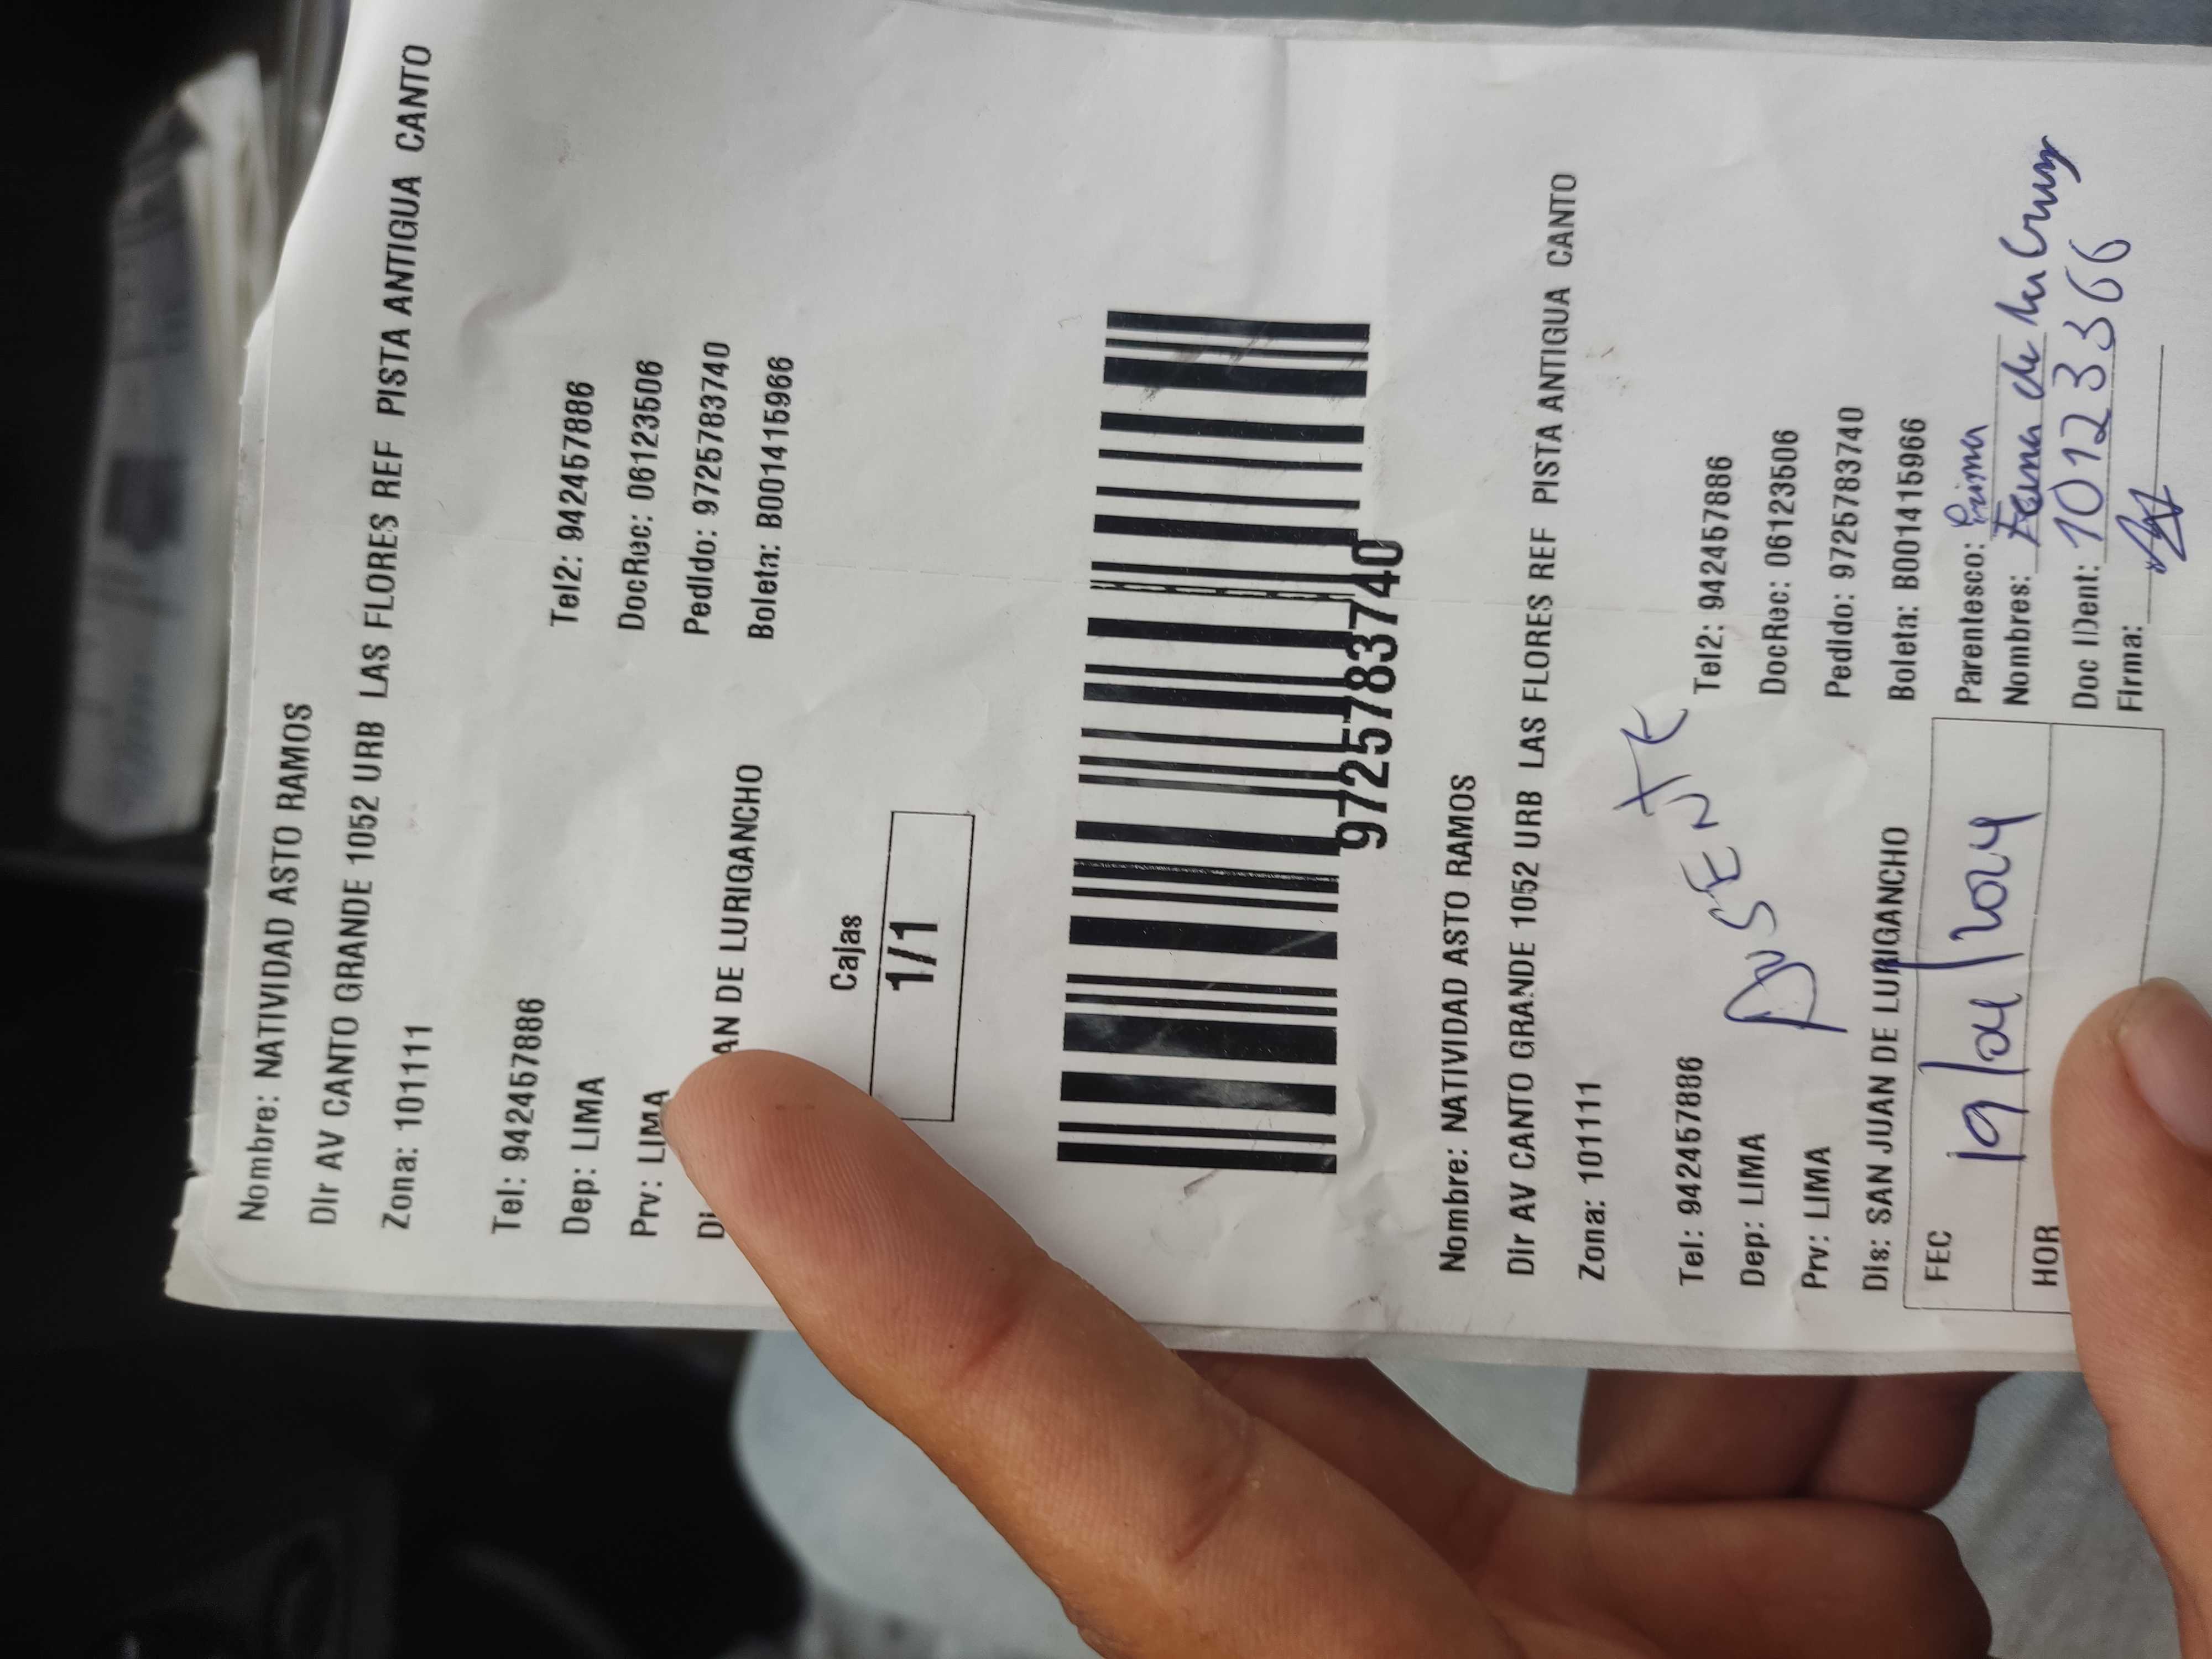 Nombre: NATIVIDAD ASTO RAMOS
Dir AV CANTO GRANDE 1052 URB LAS FLORES REF PISTA ANTIGUA CANTO
Zona: 101111
Tel: 942457886 Tel2: 942457886
Dep: LIMA DocRec: 06123506
Prv: LIMA Pedido: 9725783740
Di AN DE LURIGANCHO Boleta: B001415966
Cajas
1/1
9725783740
Nombre: NATIVIDAD ASTO RAMOS
Dir AV CANTO GRANDE 1052 URB LAS FLORES REF PISTA ANTIGUA CANTO
Zona: 101111
AUSENTE
Tel: 942457886 Tel2: 942457886
Dep: LIMA DocRec: 06123506
Prv: LIMA Pedido: 9725783740
Dis: SAN JUAN DE LURIGANCHO Boleta: B001415966
FEC
HOR
Parentesco: Prima
Nombres: de la Cruz
Doc IDent: 10123366
Firma: